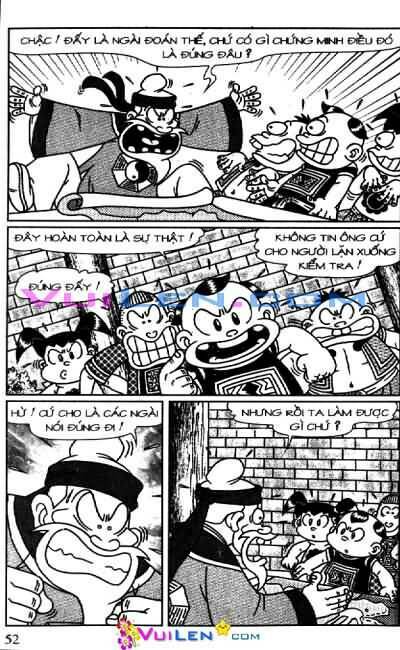 CHẬC! ĐẤY LÀ NGÀI ĐOÁN THẾ, CHỨ CÓ GÌ CHỨNG MINH ĐIỀU ĐÓ
LÀ ĐÚNG ĐÂU?
ĐÂY HOÀN TOÀN LÀ SỰ THẬT!
KHÔNG TIN ÔNG CỨ
CHO NGƯỜI LẶN XUỐNG
KIỂM TRA!
ĐÚNG ĐẤY!
VUILEN.COM
HỪ! CỨ CHO LÀ CÁC NGÀI
NÓI ĐÚNG ĐI!
NHƯNG RỒI TA LÀM ĐƯỢC
GÌ CHỨ?
52
VUILEN.COM